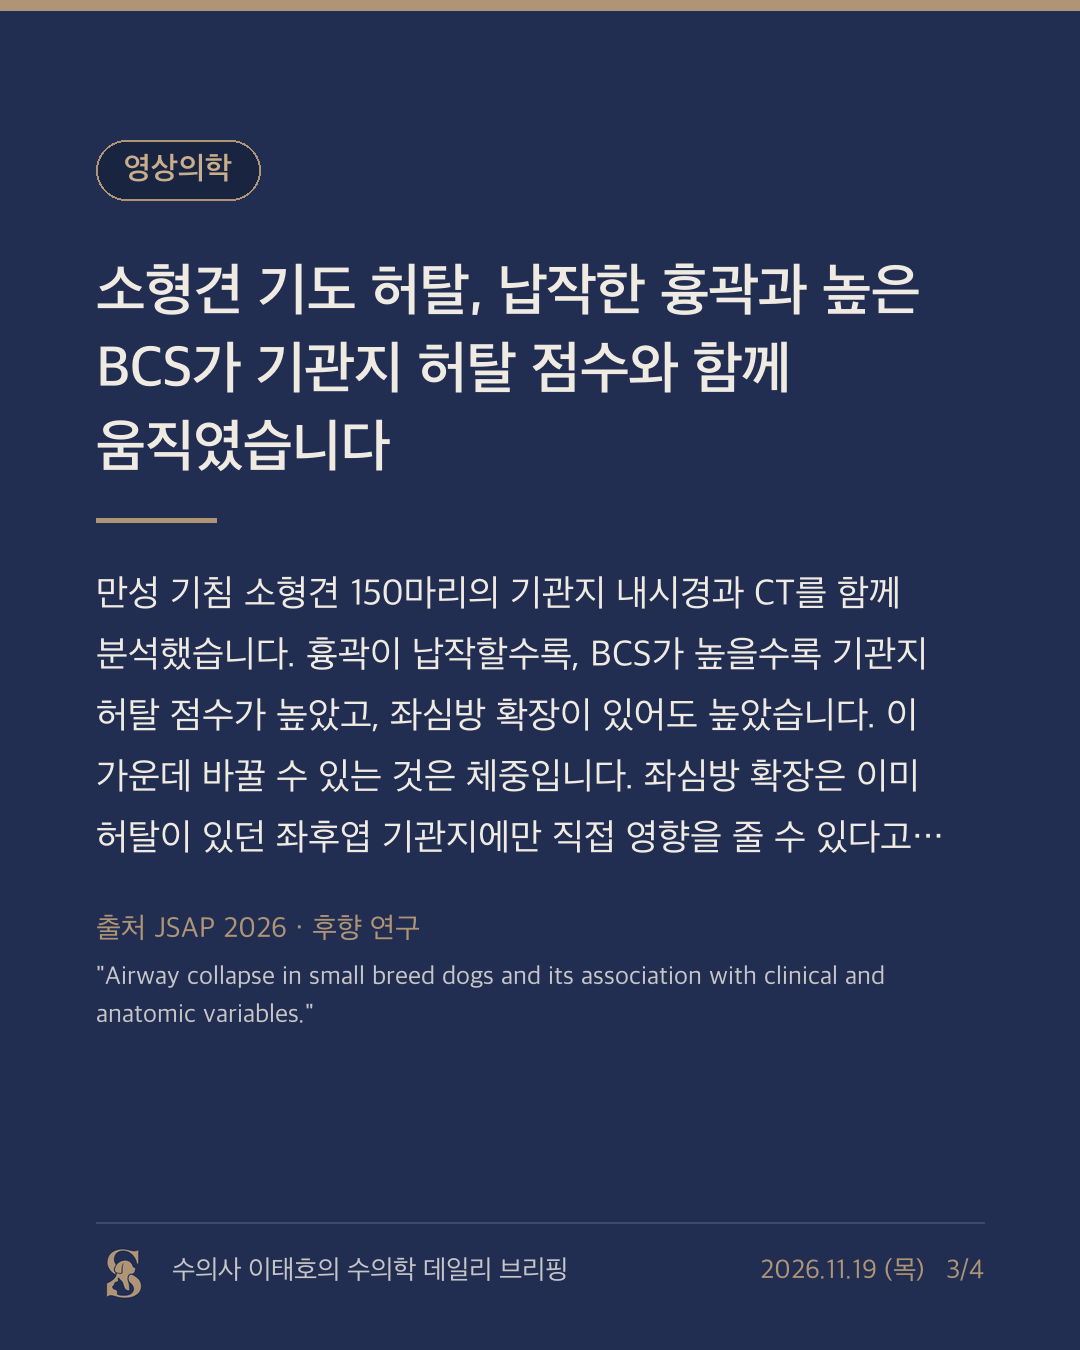 영상의학
소형견 기도 허탈, 납작한 흉곽과 높은
BCS가 기관지 허탈 점수와 함께
움직였습니다
만성 기침 소형견 150마리의 기관지 내시경과 CT를 함께
분석했습니다. 흉곽이 납작할수록, BCS가 높을수록 기관지
허탈 점수가 높았고, 좌심방 확장이 있어도 높았습니다. 이
가운데 바꿀 수 있는 것은 체중입니다. 좌심방 확장은 이미
허탈이 있던 좌후엽 기관지에만 직접 영향을 줄 수 있다고…
출처 JSAP 2026 · 후향 연구
"Airway collapse in small breed dogs and its association with clinical and
anatomic variables."
수의사 이태호의 수의학 데일리 브리핑 2026.11.19 (목) 3/4